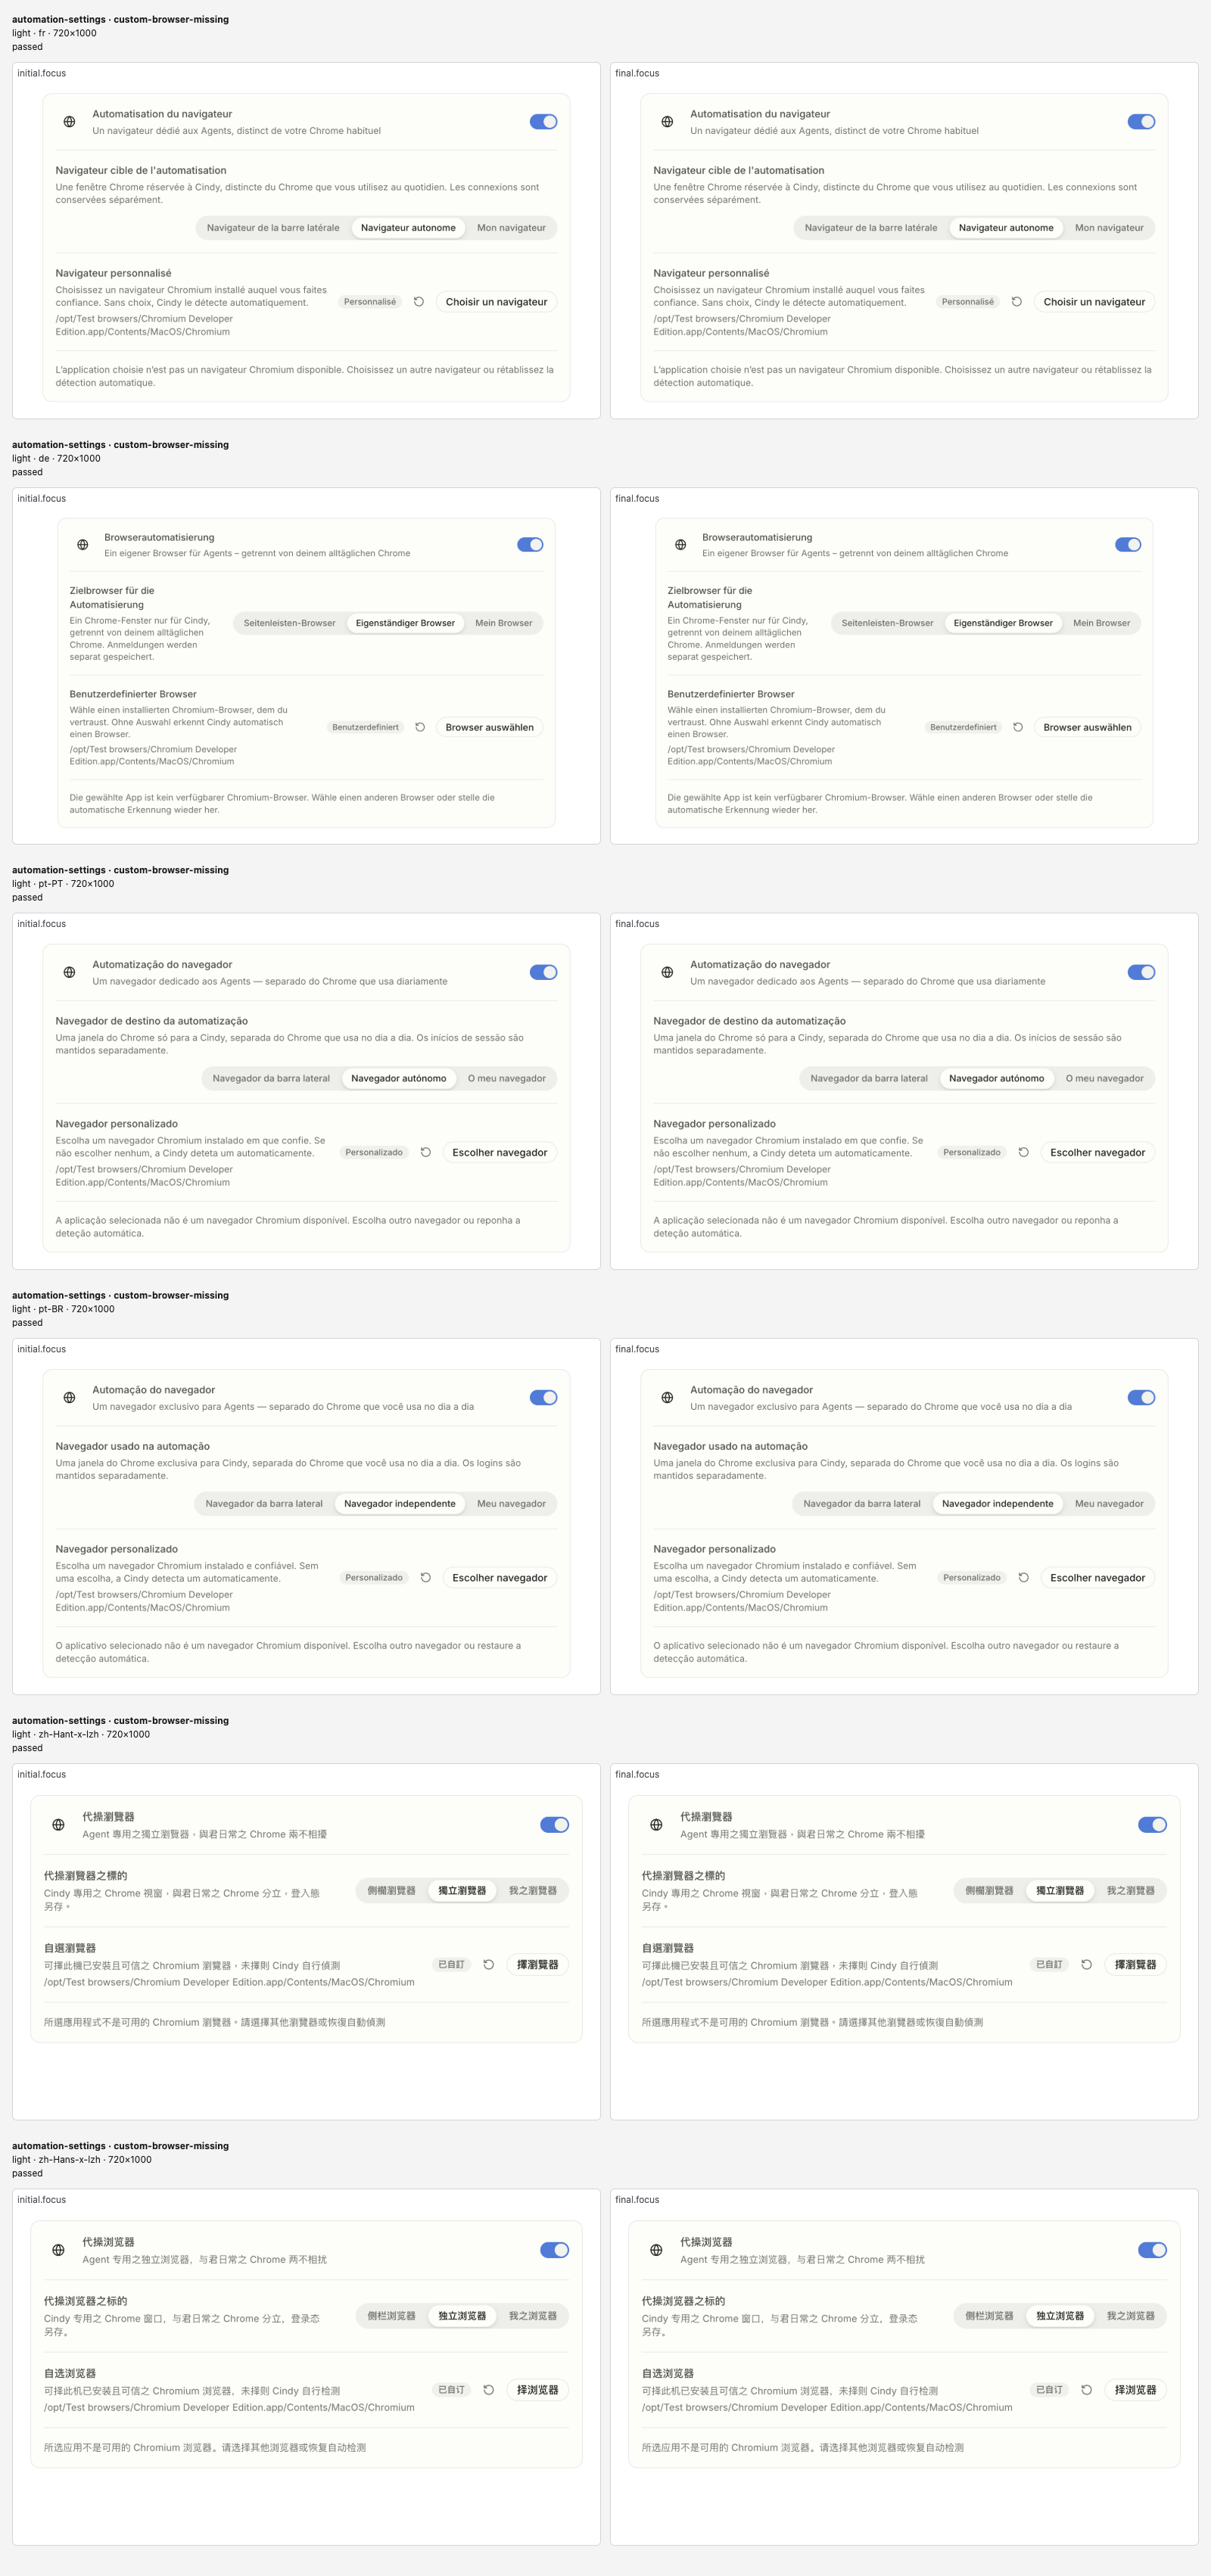 automation-settings · custom-browser-missing
light · fr · 720×1000
passed
initial.focus
Automatisation du navigateur
Un navigateur dédié aux Agents, distinct de votre Chrome habituel
Navigateur cible de l'automatisation
Une fenêtre Chrome réservée à Cindy, distincte du Chrome que vous utilisez au quotidien. Les connexions sont
conservées séparément.
Navigateur de la barre latérale
Navigateur autonome
Mon navigateur
Navigateur personnalisé
Choisissez un navigateur Chromium installé auquel vous faites
confiance. Sans choix, Cindy le détecte automatiquement.
/opt/Test browsers/Chromium Developer
Edition.app/Contents/MacOS/Chromium
Personnalisé
Choisir un navigateur
L'application choisie n'est pas un navigateur Chromium disponible. Choisissez un autre navigateur ou rétablissez la
détection automatique.
final.focus
Automatisation du navigateur
Un navigateur dédié aux Agents, distinct de votre Chrome habituel
Navigateur cible de l'automatisation
Une fenêtre Chrome réservée à Cindy, distincte du Chrome que vous utilisez au quotidien. Les connexions sont
conservées séparément.
Navigateur de la barre latérale
Navigateur autonome
Mon navigateur
Navigateur personnalisé
Choisissez un navigateur Chromium installé auquel vous faites
confiance. Sans choix, Cindy le détecte automatiquement.
/opt/Test browsers/Chromium Developer
Edition.app/Contents/MacOS/Chromium
Personnalisé
Choisir un navigateur
L'application choisie n'est pas un navigateur Chromium disponible. Choisissez un autre navigateur ou rétablissez la
détection automatique.
automation-settings · custom-browser-missing
light · de · 720×1000
passed
initial.focus
Browserautomatisierung
Ein eigener Browser für Agents – getrennt von deinem alltäglichen Chrome
Zielbrowser für die
Automatisierung
Ein Chrome-Fenster nur für Cindy,
getrennt von deinem alltäglichen
Chrome. Anmeldungen werden
separat gespeichert.
Seitenleisten-Browser
Eigenständiger Browser
Mein Browser
Benutzerdefinierter Browser
Wähle einen installierten Chromium-Browser, dem du
vertraust. Ohne Auswahl erkennt Cindy automatisch
einen Browser.
/opt/Test browsers/Chromium Developer
Edition.app/Contents/MacOS/Chromium
Benutzerdefiniert
Browser auswählen
Die gewählte App ist kein verfügbarer Chromium-Browser. Wähle einen anderen Browser oder stelle die
automatische Erkennung wieder her.
final.focus
Browserautomatisierung
Ein eigener Browser für Agents – getrennt von deinem alltäglichen Chrome
Zielbrowser für die
Automatisierung
Ein Chrome-Fenster nur für Cindy,
getrennt von deinem alltäglichen
Chrome. Anmeldungen werden
separat gespeichert.
Seitenleisten-Browser
Eigenständiger Browser
Mein Browser
Benutzerdefinierter Browser
Wähle einen installierten Chromium-Browser, dem du
vertraust. Ohne Auswahl erkennt Cindy automatisch
einen Browser.
/opt/Test browsers/Chromium Developer
Edition.app/Contents/MacOS/Chromium
Benutzerdefiniert
Browser auswählen
Die gewählte App ist kein verfügbarer Chromium-Browser. Wähle einen anderen Browser oder stelle die
automatische Erkennung wieder her.
automation-settings · custom-browser-missing
light · pt-PT · 720×1000
passed
initial.focus
Automatização do navegador
Um navegador dedicado aos Agents — separado do Chrome que usa diariamente
Navegador de destino da automatização
Uma janela do Chrome só para a Cindy, separada do Chrome que usa no dia a dia. Os inícios de sessão são
mantidos separadamente.
Navegador da barra lateral
Navegador autónomo
O meu navegador
Navegador personalizado
Escolha um navegador Chromium instalado em que confie. Se
não escolher nenhum, a Cindy deteta um automaticamente.
/opt/Test browsers/Chromium Developer
Edition.app/Contents/MacOS/Chromium
Personalizado
Escolher navegador
A aplicação selecionada não é um navegador Chromium disponível. Escolha outro navegador ou reponha a
deteção automática.
final.focus
Automatização do navegador
Um navegador dedicado aos Agents — separado do Chrome que usa diariamente
Navegador de destino da automatização
Uma janela do Chrome só para a Cindy, separada do Chrome que usa no dia a dia. Os inícios de sessão são
mantidos separadamente.
Navegador da barra lateral
Navegador autónomo
O meu navegador
Navegador personalizado
Escolha um navegador Chromium instalado em que confie. Se
não escolher nenhum, a Cindy deteta um automaticamente.
/opt/Test browsers/Chromium Developer
Edition.app/Contents/MacOS/Chromium
Personalizado
Escolher navegador
A aplicação selecionada não é um navegador Chromium disponível. Escolha outro navegador ou reponha a
deteção automática.
automation-settings · custom-browser-missing
light · pt-BR · 720×1000
passed
initial.focus
Automação do navegador
Um navegador exclusivo para Agents — separado do Chrome que você usa no dia a dia
Navegador usado na automação
Uma janela do Chrome exclusiva para Cindy, separada do Chrome que você usa no dia a dia. Os logins são
mantidos separadamente.
Navegador da barra lateral
Navegador independente
Meu navegador
Navegador personalizado
Escolha um navegador Chromium instalado e confiável. Sem
uma escolha, a Cindy detecta um automaticamente.
/opt/Test browsers/Chromium Developer
Edition.app/Contents/MacOS/Chromium
Personalizado
Escolher navegador
O aplicativo selecionado não é um navegador Chromium disponível. Escolha outro navegador ou restaure a
detecção automática.
final.focus
Automação do navegador
Um navegador exclusivo para Agents — separado do Chrome que você usa no dia a dia
Navegador usado na automação
Uma janela do Chrome exclusiva para Cindy, separada do Chrome que você usa no dia a dia. Os logins são
mantidos separadamente.
Navegador da barra lateral
Navegador independente
Meu navegador
Navegador personalizado
Escolha um navegador Chromium instalado e confiável. Sem
uma escolha, a Cindy detecta um automaticamente.
/opt/Test browsers/Chromium Developer
Edition.app/Contents/MacOS/Chromium
Personalizado
Escolher navegador
O aplicativo selecionado não é um navegador Chromium disponível. Escolha outro navegador ou restaure a
detecção automática.
automation-settings · custom-browser-missing
light · zh-Hant-x-lzh · 720×1000
passed
initial.focus
代操瀏覽器
Agent 專用之獨立瀏覽器，與君日常之 Chrome 兩不相擾
代操瀏覽器之標的
Cindy 專用之 Chrome 視窗，與君日常之 Chrome 分立，登入態
另存。
側欄瀏覽器
獨立瀏覽器
我之瀏覽器
自選瀏覽器
可擇此機已安裝且可信之 Chromium 瀏覽器，未擇則 Cindy 自行偵測
/opt/Test browsers/Chromium Developer Edition.app/Contents/MacOS/Chromium
已自訂
擇瀏覽器
所選應用程式不是可用的 Chromium 瀏覽器。請選擇其他瀏覽器或恢復自動偵測
final.focus
代操瀏覽器
Agent 專用之獨立瀏覽器，與君日常之 Chrome 兩不相擾
代操瀏覽器之標的
Cindy 專用之 Chrome 視窗，與君日常之 Chrome 分立，登入態
另存。
側欄瀏覽器
獨立瀏覽器
我之瀏覽器
自選瀏覽器
可擇此機已安裝且可信之 Chromium 瀏覽器，未擇則 Cindy 自行偵測
/opt/Test browsers/Chromium Developer Edition.app/Contents/MacOS/Chromium
已自訂
擇瀏覽器
所選應用程式不是可用的 Chromium 瀏覽器。請選擇其他瀏覽器或恢復自動偵測
automation-settings · custom-browser-missing
light · zh-Hans-x-lzh · 720×1000
passed
initial.focus
代操浏览器
Agent 专用之独立浏览器，与君日常之 Chrome 两不相扰
代操浏览器之标的
Cindy 专用之 Chrome 窗口，与君日常之 Chrome 分立，登录态
另存。
侧栏浏览器
独立浏览器
我之浏览器
自选浏览器
可择此机已安装且可信之 Chromium 浏览器，未择则 Cindy 自行检测
/opt/Test browsers/Chromium Developer Edition.app/Contents/MacOS/Chromium
已自订
择浏览器
所选应用不是可用的 Chromium 浏览器。请选择其他浏览器或恢复自动检测
final.focus
代操浏览器
Agent 专用之独立浏览器，与君日常之 Chrome 两不相扰
代操浏览器之标的
Cindy 专用之 Chrome 窗口，与君日常之 Chrome 分立，登录态
另存。
侧栏浏览器
独立浏览器
我之浏览器
自选浏览器
可择此机已安装且可信之 Chromium 浏览器，未择则 Cindy 自行检测
/opt/Test browsers/Chromium Developer Edition.app/Contents/MacOS/Chromium
已自订
择浏览器
所选应用不是可用的 Chromium 浏览器。请选择其他浏览器或恢复自动检测